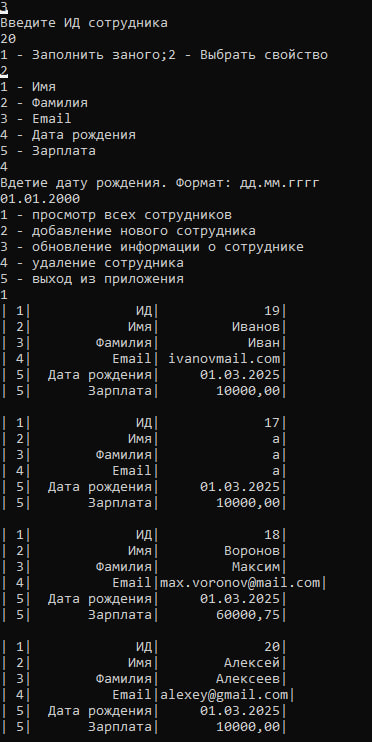 3
Введите ИД сотрудника
20
1 - Заполнить заного;2 - Выбрать свойство
2
1 - Имя
2 - Фамилия
3 - Email
4 - Дата рождения
5 - Зарплата
4
Вдетие дату рождения. Формат: дд.мм.гггг
01.01.2000
1 - просмотр всех сотрудников
2 - добавление нового сотрудника
3 - обновление информации о сотруднике
4 - удаление сотрудника
5 - выход из приложения
1
| 1|             ИД|             19|
| 2|            Имя|         Иванов|
| 3|        Фамилия|           Иван|
| 4|          Email| ivanovmail.com|
| 5|  Дата рождения|     01.03.2025|
| 5|       Зарплата|       10000,00|
| 1|             ИД|             17|
| 2|            Имя|              а|
| 3|        Фамилия|              а|
| 4|          Email|              а|
| 5|  Дата рождения|     01.03.2025|
| 5|       Зарплата|       10000,00|
| 1|             ИД|             18|
| 2|            Имя|        Воронов|
| 3|        Фамилия|         Максим|
| 4|          Email|max.voronov@mail.com|
| 5|  Дата рождения|     01.03.2025|
| 5|       Зарплата|       60000,75|
| 1|             ИД|             20|
| 2|            Имя|        Алексей|
| 3|        Фамилия|       Алексеев|
| 4|          Email|alexey@gmail.com|
| 5|  Дата рождения|     01.03.2025|
| 5|       Зарплата|       10000,00|